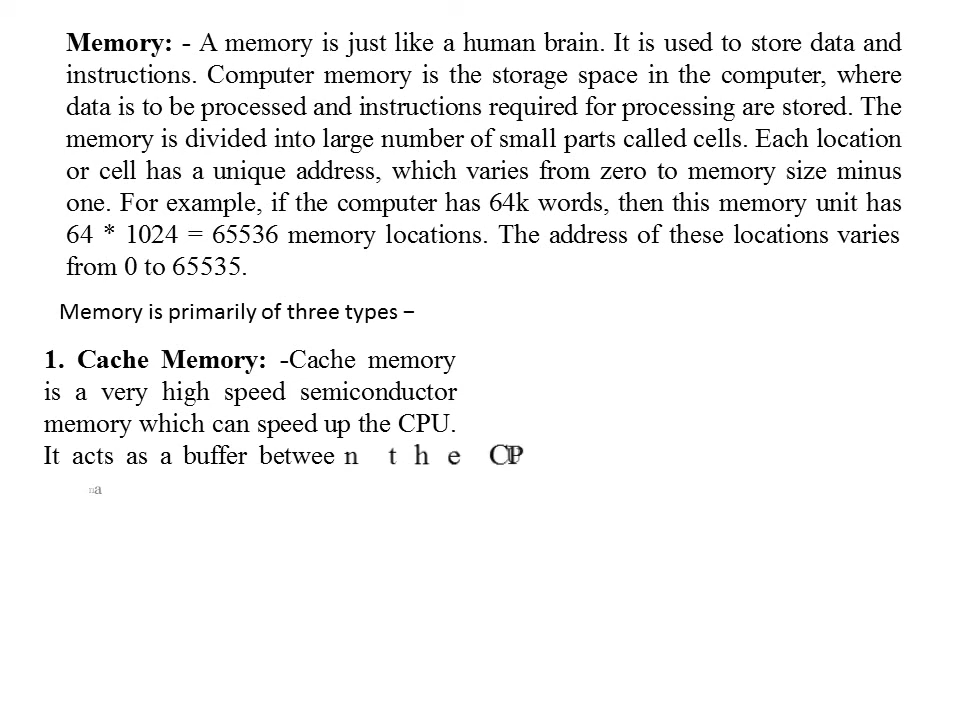 Memory: - A memory is just like a human brain. It is used to store data and
instructions. Computer memory is the storage space in the computer, where
data is to be processed and instructions required for processing are stored. The
memory is divided into large number of small parts called cells. Each location
or cell has a unique address, which varies from zero to memory size minus
one. For example, if the computer has 64k words, then this memory unit has
64 * 1024 = 65536 memory locations. The address of these locations varies
from 0 to 65535.
Memory is primarily of three types −
1. Cache Memory: -Cache memory
is a very high speed semiconductor
memory which can speed up the CPU.
It acts as a buffer between the